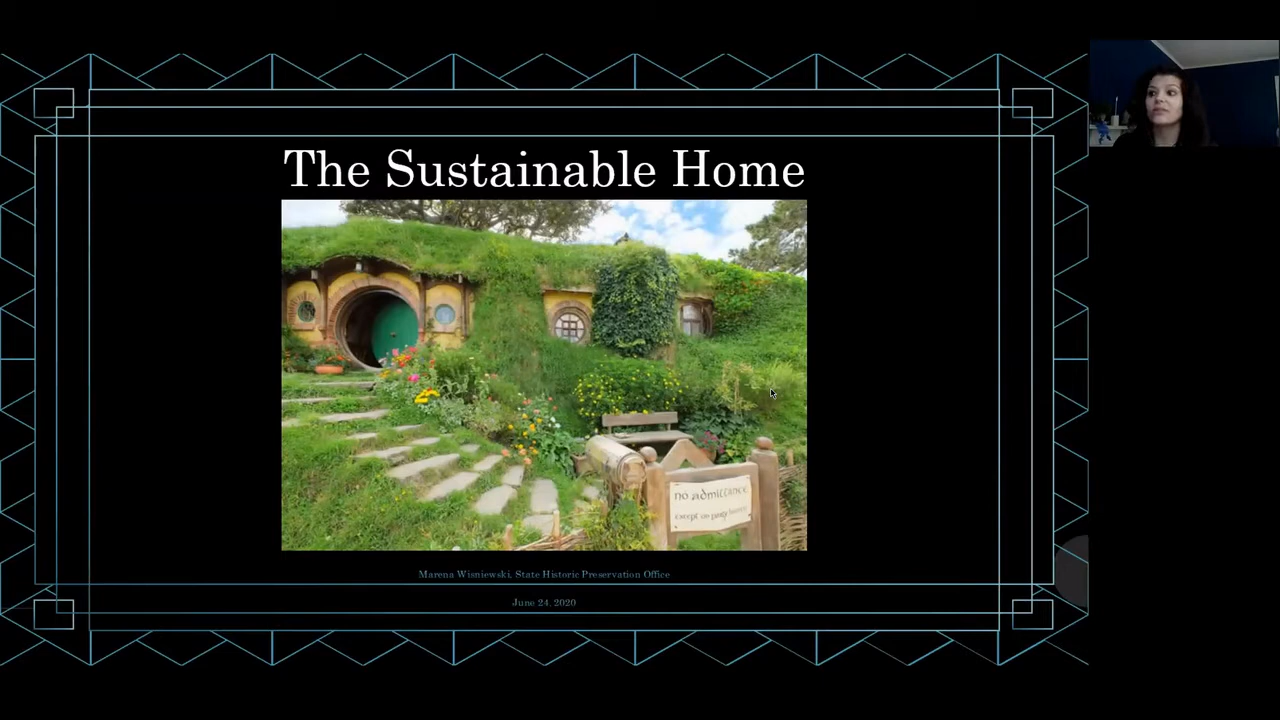 The Sustainable Home
no admittance
except on party business
Marena Wisniewski, State Historic Preservation Office
June 24, 2020